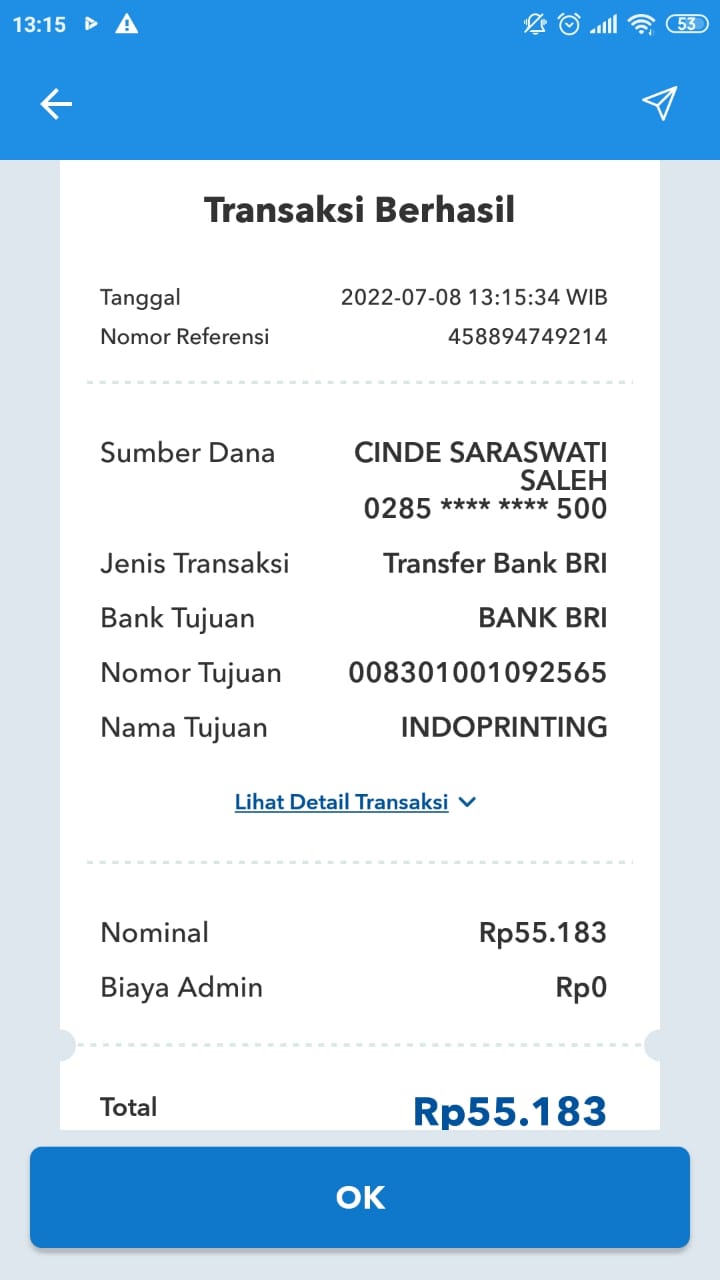 13:15
53
Transaksi Berhasil
Tanggal 2022-07-08 13:15:34 WIB
Nomor Referensi 458894749214
Sumber Dana CINDE SARASWATI
SALEH
0285 **** **** 500
Jenis Transaksi Transfer Bank BRI
Bank Tujuan BANK BRI
Nomor Tujuan 008301001092565
Nama Tujuan INDOPRINTING
Lihat Detail Transaksi
Nominal Rp55.183
Biaya Admin Rp0
Total Rp55.183
OK